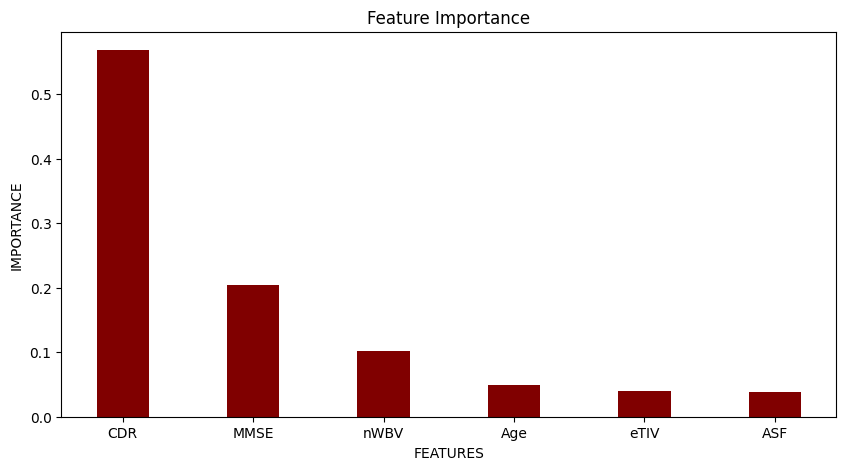 Feature Importance
IMPORTANCE
0.5
0.4
0.3
0.2
0.1
0.0
CDR MMSE nWBV Age eTIV ASF
FEATURES